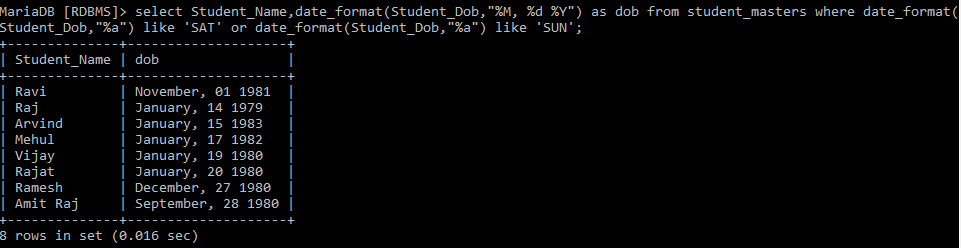 MariaDB [RDBMS]> select Student_Name,date_format(Student_Dob,"%M, %d %Y") as dob from student_masters where date_format(
Student_Dob,"%a") like 'SAT' or date_format(Student_Dob,"%a") like 'SUN';
+--------------+--------------------+
| Student_Name | dob                |
+--------------+--------------------+
| Ravi         | November, 01 1981  |
| Raj          | January, 14 1979   |
| Arvind       | January, 15 1983   |
| Mehul        | January, 17 1982   |
| Vijay        | January, 19 1980   |
| Rajat        | January, 20 1980   |
| Ramesh       | December, 27 1980  |
| Amit Raj     | September, 28 1980 |
+--------------+--------------------+
8 rows in set (0.016 sec)